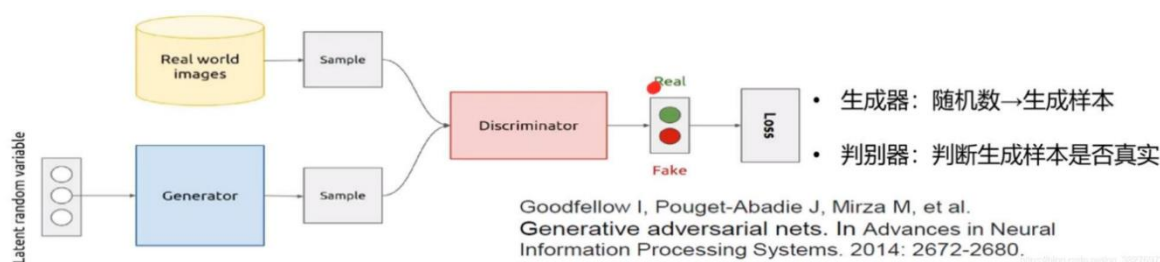 Real world
images
Sample
Real
Discriminator
Loss
Fake
Latent random variable
Generator
Sample
• 生成器：随机数→生成样本
• 判别器：判断生成样本是否真实
Goodfellow I, Pouget-Abadie J, Mirza M, et al.
Generative adversarial nets. In Advances in Neural
Information Processing Systems. 2014: 2672-2680.